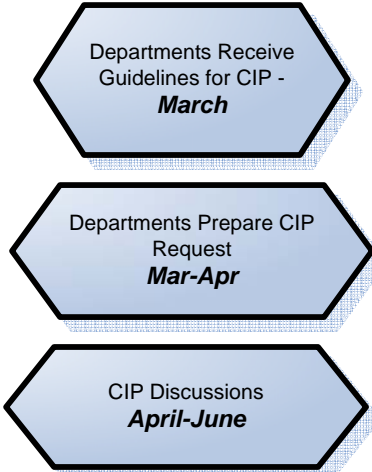 Departments Receive
Guidelines for CIP -
March
Departments Prepare CIP
Request
Mar-Apr
CIP Discussions
April-June